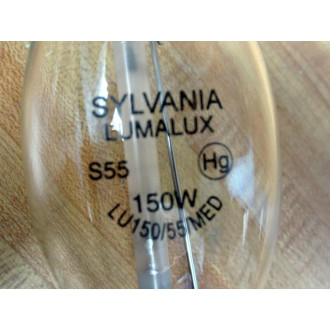 SYLVANIA
LUMALUX
S55 Hg
150W
LU150/55/MED